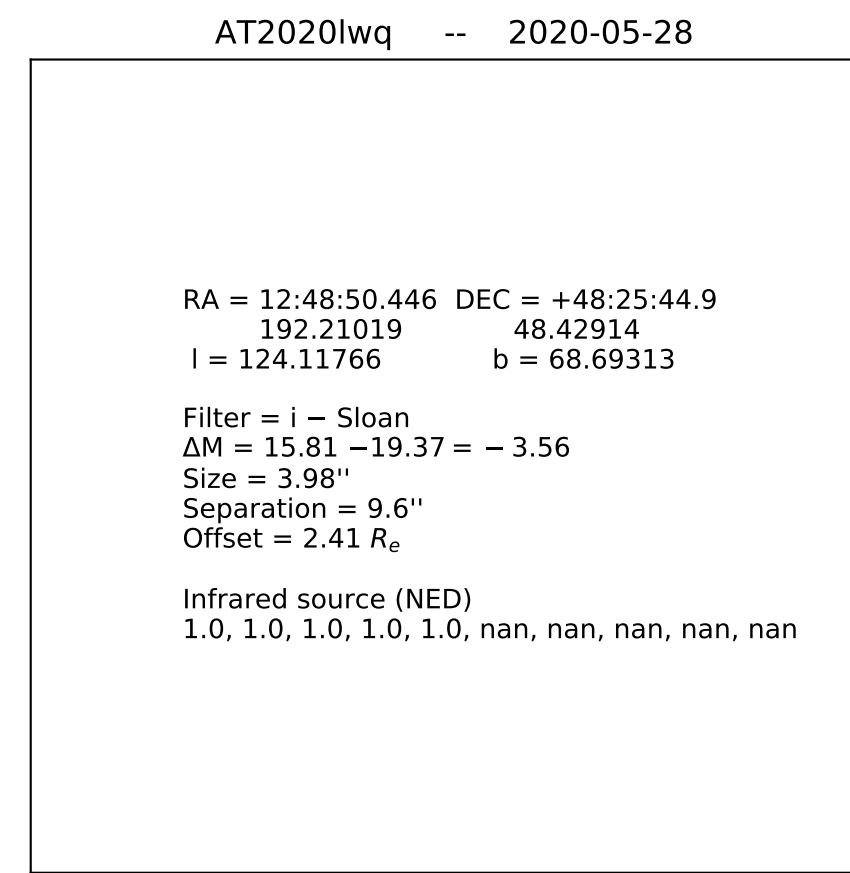 AT2020lwq -- 2020-05-28
RA = 12:48:50.446 DEC = +48:25:44.9
192.21019 48.42914
l = 124.11766 b = 68.69313
Filter = i − Sloan
ΔM = 15.81 −19.37 = − 3.56
Size = 3.98''
Separation = 9.6''
Offset = 2.41 Rₑ
Infrared source (NED)
1.0, 1.0, 1.0, 1.0, 1.0, nan, nan, nan, nan, nan